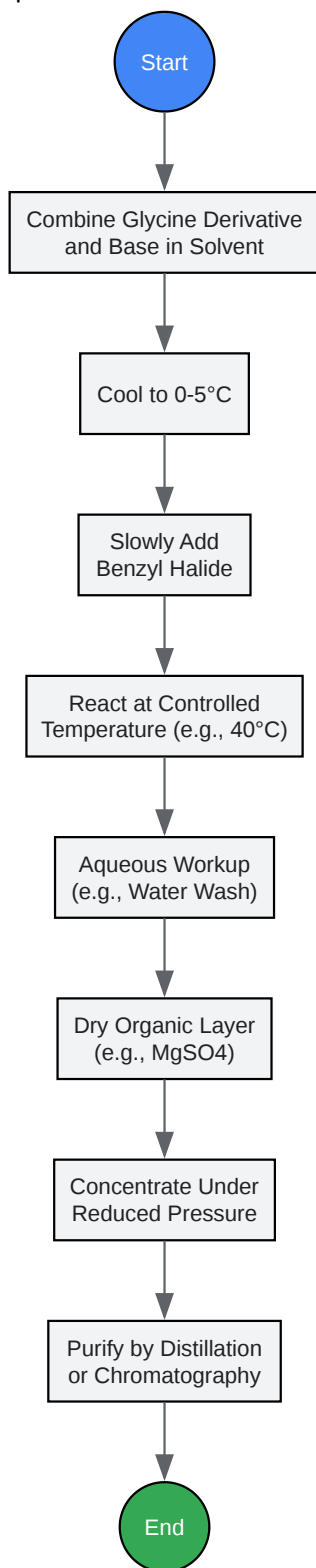 Start
Combine Glycine Derivative
and Base in Solvent
Cool to 0-5°C
Slowly Add
Benzyl Halide
React at Controlled
Temperature (e.g., 40°C)
Aqueous Workup
(e.g., Water Wash)
Dry Organic Layer
(e.g., MgSO4)
Concentrate Under
Reduced Pressure
Purify by Distillation
or Chromatography
End